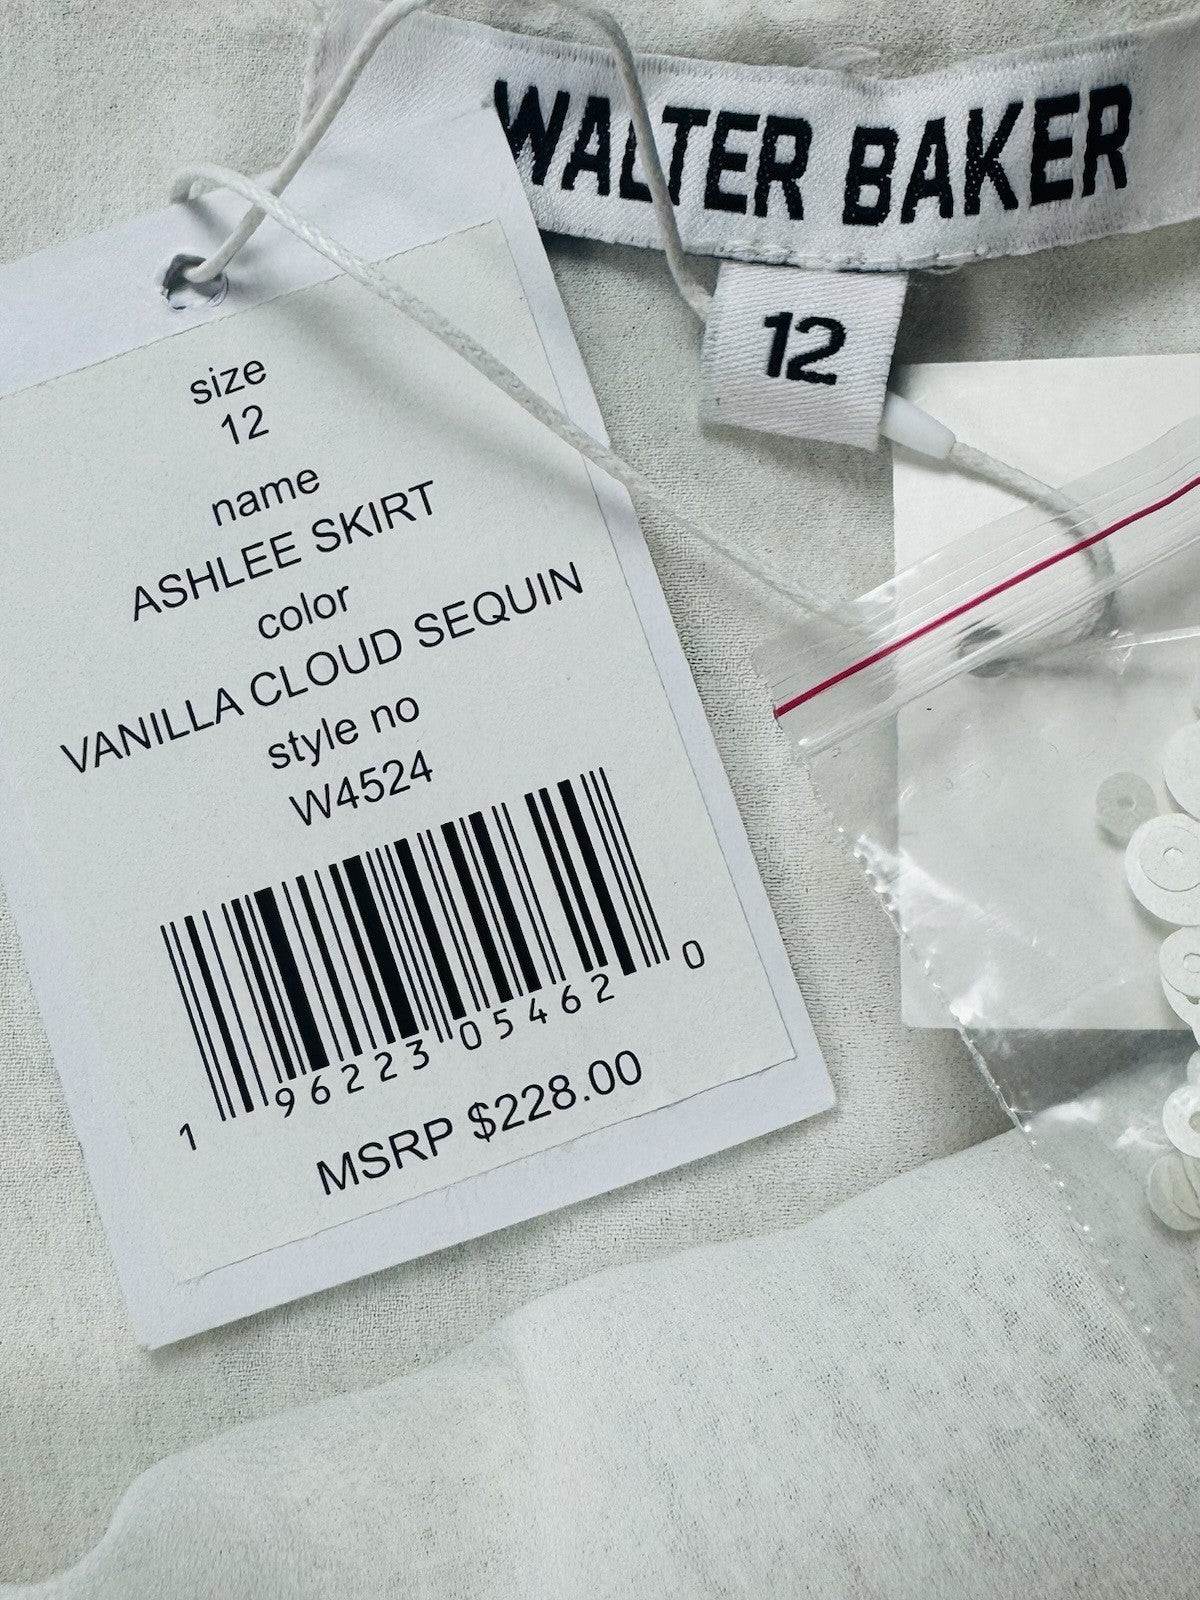 WALTER BAKER
12
size
12
name
ASHLEE SKIRT
color
VANILLA CLOUD SEQUIN
style no
W4524
1 96223 05462 0
MSRP $228.00